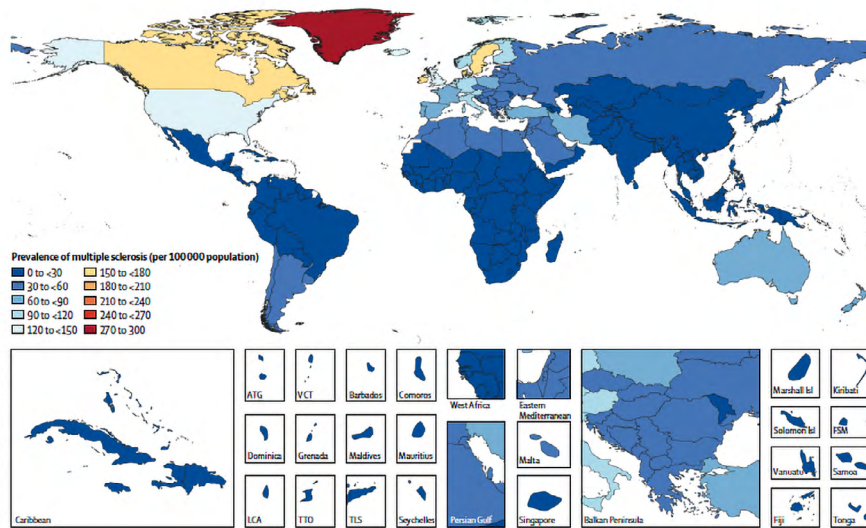 Prevalence of multiple sclerosis (per 100 000 population)
0 to <30
30 to <60
60 to <90
90 to <120
120 to <150
150 to <180
180 to <210
210 to <240
240 to <270
270 to 300
Caribbean
ATG
VCT
Barbados
Comoros
West Africa
Eastern
Mediterranean
Marshall Isl
Kiribati
Dominica
Grenada
Maldives
Mauritius
Malta
Solomon Isl
FSM
Vanuatu
Samoa
LCA
TTO
TLS
Seychelles
Persian Gulf
Singapore
Balkan Peninsula
Fiji
Tonga